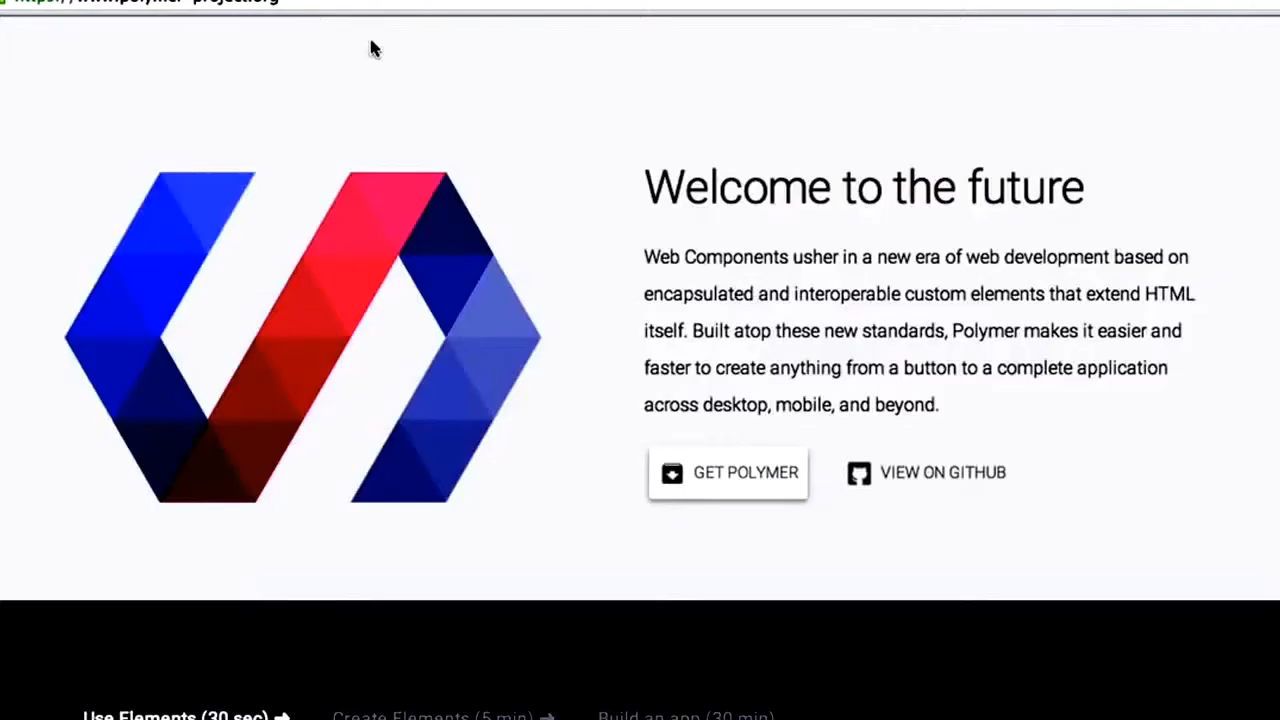 Welcome to the future
Web Components usher in a new era of web development based on
encapsulated and interoperable custom elements that extend HTML
itself. Built atop these new standards, Polymer makes it easier and
faster to create anything from a button to a complete application
across desktop, mobile, and beyond.
GET POLYMER
VIEW ON GITHUB
Use Elements (30 sec) ➜
Create Elements (5 min) ➜
Build an app (30 min)